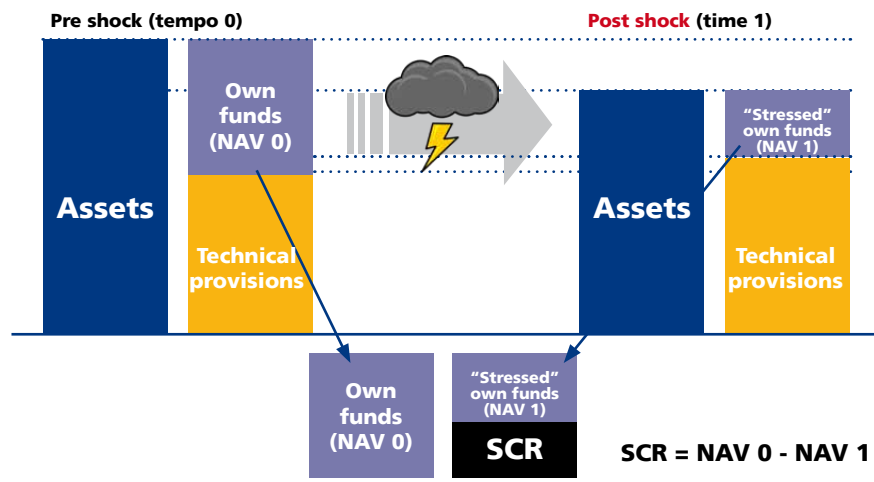 Pre shock (tempo 0)
Post shock (time 1)
Own
funds
(NAV 0)
Assets
Technical
provisions
"Stressed"
own funds
(NAV 1)
Assets
Technical
provisions
Own
funds
(NAV 0)
"Stressed"
own funds
(NAV 1)
SCR
SCR = NAV 0 - NAV 1